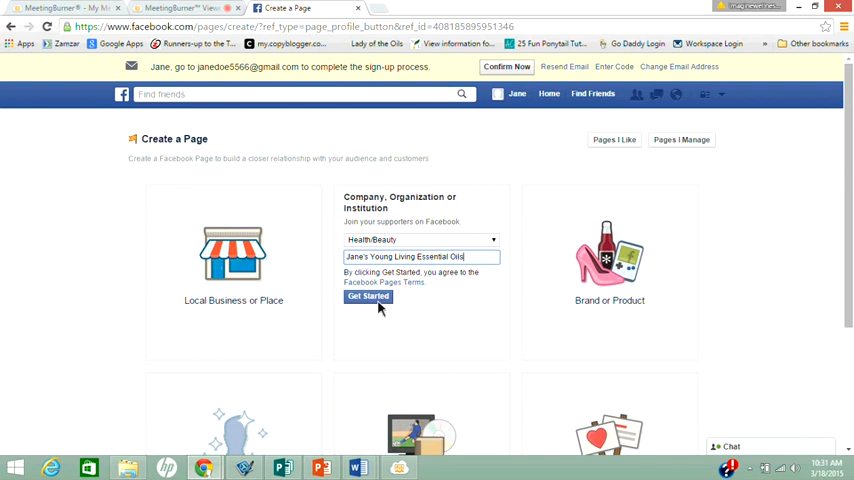 MeetingBurner® - My Me
MeetingBurner™ View
Create a Page
https://www.facebook.com/pages/create/?ref_type=page_profile_button&ref_id=408185895951346
Apps
Zamzar
Google Apps
Runners-up to the T...
my.copyblogger.co...
Lady of the Oils
View information fo...
25 Fun Ponytail Tut...
Go Daddy Login
Workspace Login
» Other bookmarks
Jane, go to janedoe5566@gmail.com to complete the sign-up process.
Confirm Now
Resend Email
Enter Code
Change Email Address
Find friends
Jane
Home
Find Friends
Create a Page
Create a Facebook Page to build a closer relationship with your audience and customers
Pages I Like
Pages I Manage
Local Business or Place
Company, Organization or
Institution
Join your supporters on Facebook.
Health/Beauty
Jane's Young Living Essential Oils
By clicking Get Started, you agree to the
Facebook Pages Terms.
Get Started
Brand or Product
Chat
10:31 AM
3/18/2015